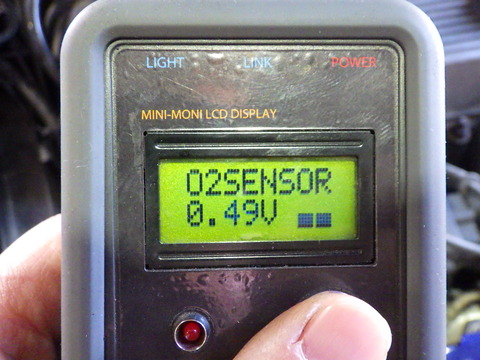 LIGHT LINK POWER
MINI-MONI LCD DISPLAY
O2SENSOR
0.49V